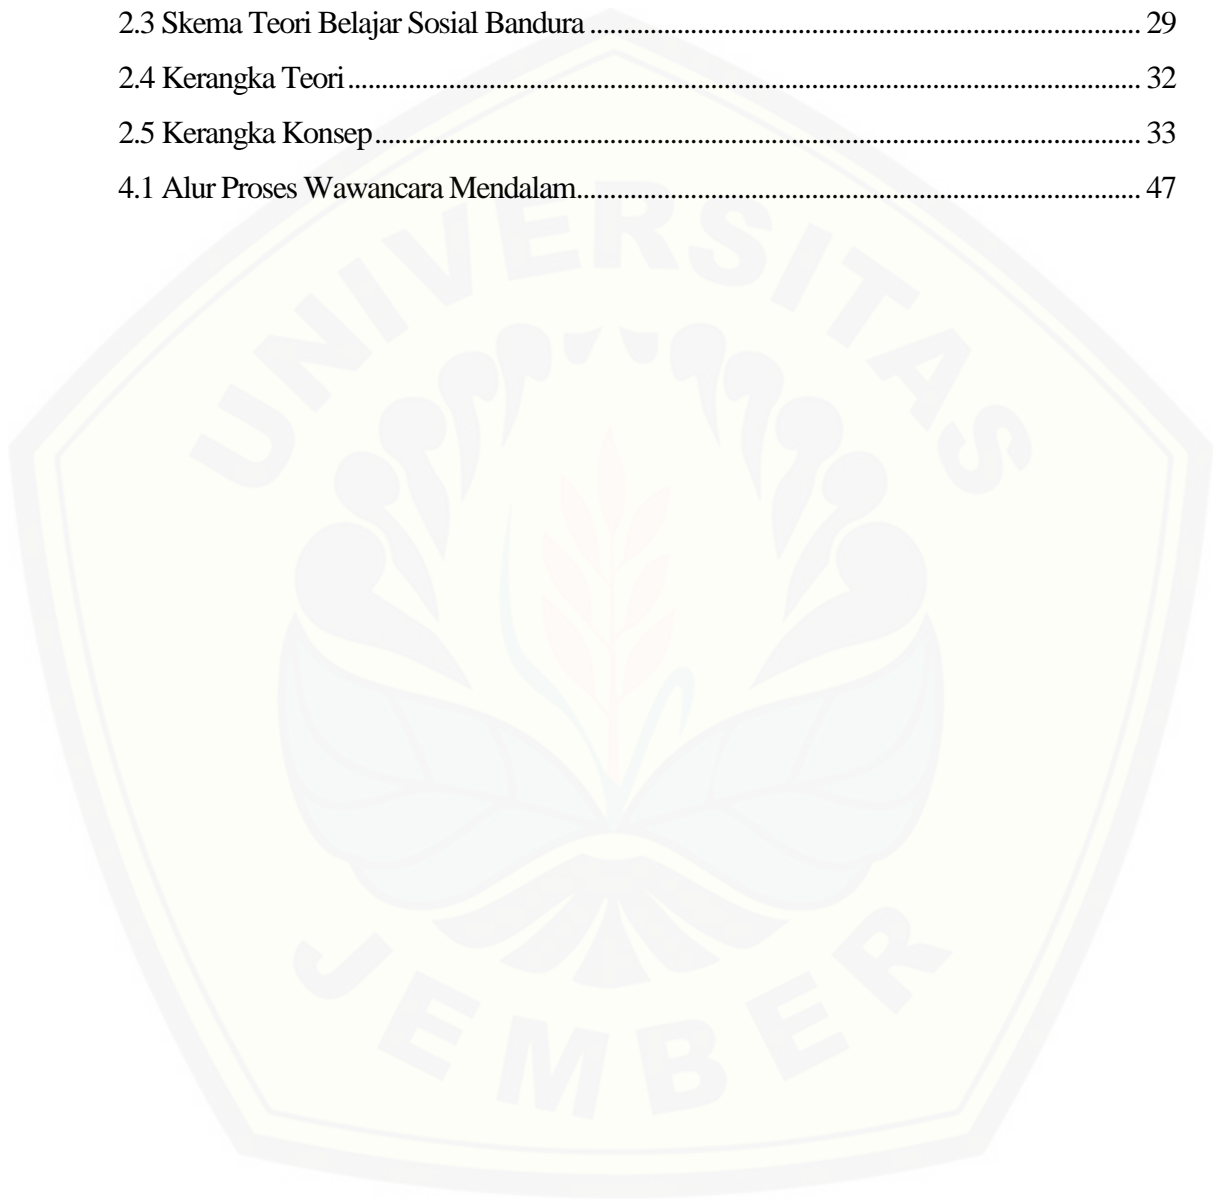 2.3 Skema Teori Belajar Sosial Bandura ........................................................................ 29
2.4 Kerangka Teori ........................................................................................................ 32
2.5 Kerangka Konsep ..................................................................................................... 33
4.1 Alur Proses Wawancara Mendalam .......................................................................... 47
UNIVERSITAS
JEMBER